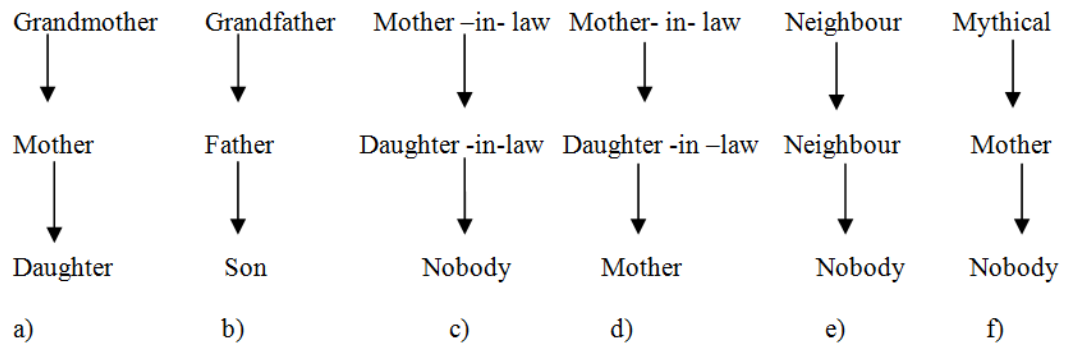 Grandmother Grandfather Mother –in- law Mother- in- law Neighbour Mythical
Mother Father Daughter -in-law Daughter -in –law Neighbour Mother
Daughter Son Nobody Mother Nobody Nobody
a) b) c) d) e) f)